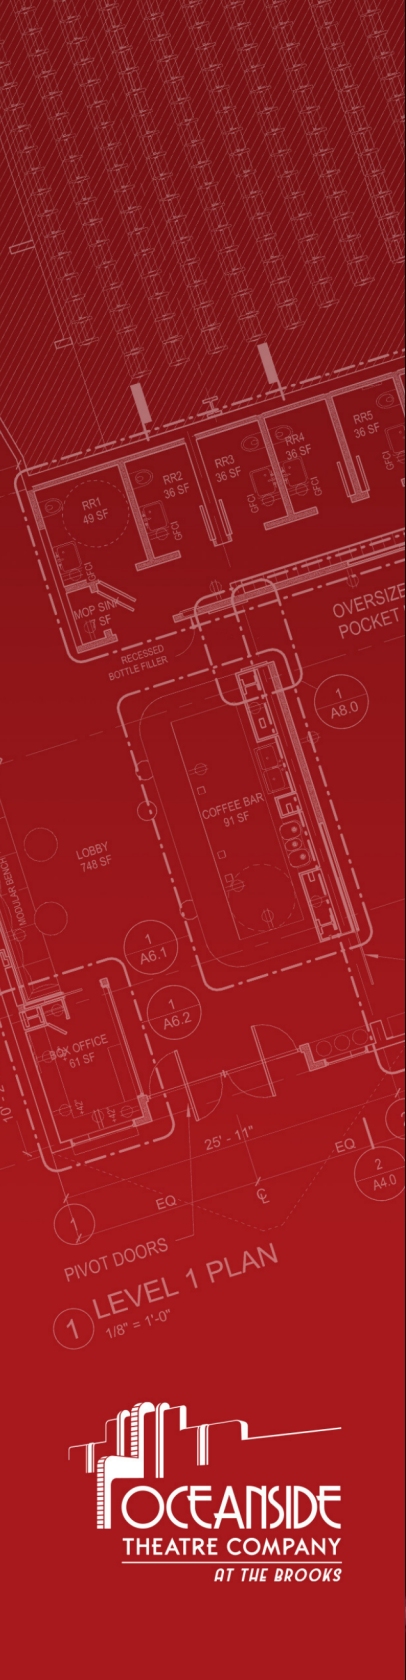 RR5
36 SF
RR4
36 SF
RR3
36 SF
RR2
36 SF
RR1
49 SF
MOP SINK
7 SF
RECESSED
BOTTLE FILLER
OVERSIZE
POCKET
1
A8.0
COFFEE BAR
91 SF
LOBBY
748 SF
MODULAR BENCH
1
A6.1
1
A6.2
BOX OFFICE
61 SF
25' - 11"
EQ
EQ
2
A4.0
1
PIVOT DOORS
1 LEVEL 1 PLAN
1/8" = 1'-0"
OCEANSIDE
THEATRE COMPANY
AT THE BROOKS